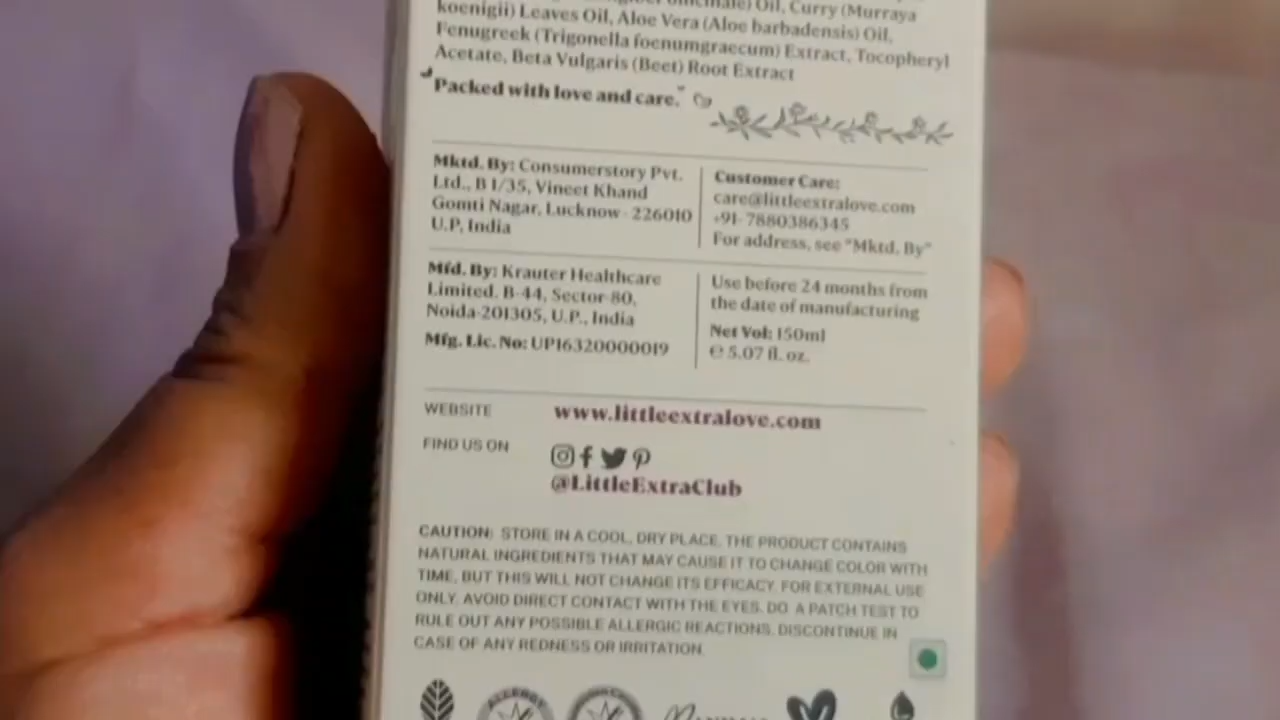 Oil, Curry (Murraya
koenigii) Leaves Oil, Aloe Vera (Aloe barbadensis) Oil,
Fenugreek (Trigonella foenumgraecum) Extract, Tocopheryl
Acetate, Beta Vulgaris (Beet) Root Extract
"Packed with love and care."
Mktd. By: Consumerstory Pvt.
Ltd., B 1/35, Vineet Khand
Gomti Nagar, Lucknow - 226010
U.P, India
Customer Care:
care@littleextralove.com
+91-7880386345
For address, see "Mktd. By"
Mfd. By: Krauter Healthcare
Limited. B-44, Sector-80,
Noida-201305, U.P., India
Mfg. Lic. No: UP16320000019
Use before 24 months from
the date of manufacturing
Net Vol: 150ml
℮ 5.07 fl. oz.
WEBSITE www.littleextralove.com
FIND US ON
@LittleExtraClub
CAUTION: STORE IN A COOL, DRY PLACE. THE PRODUCT CONTAINS
NATURAL INGREDIENTS THAT MAY CAUSE IT TO CHANGE COLOR WITH
TIME, BUT THIS WILL NOT CHANGE ITS EFFICACY. FOR EXTERNAL USE
ONLY. AVOID DIRECT CONTACT WITH THE EYES. DO A PATCH TEST TO
RULE OUT ANY POSSIBLE ALLERGIC REACTIONS. DISCONTINUE IN
CASE OF ANY REDNESS OR IRRITATION.
ALLERGY